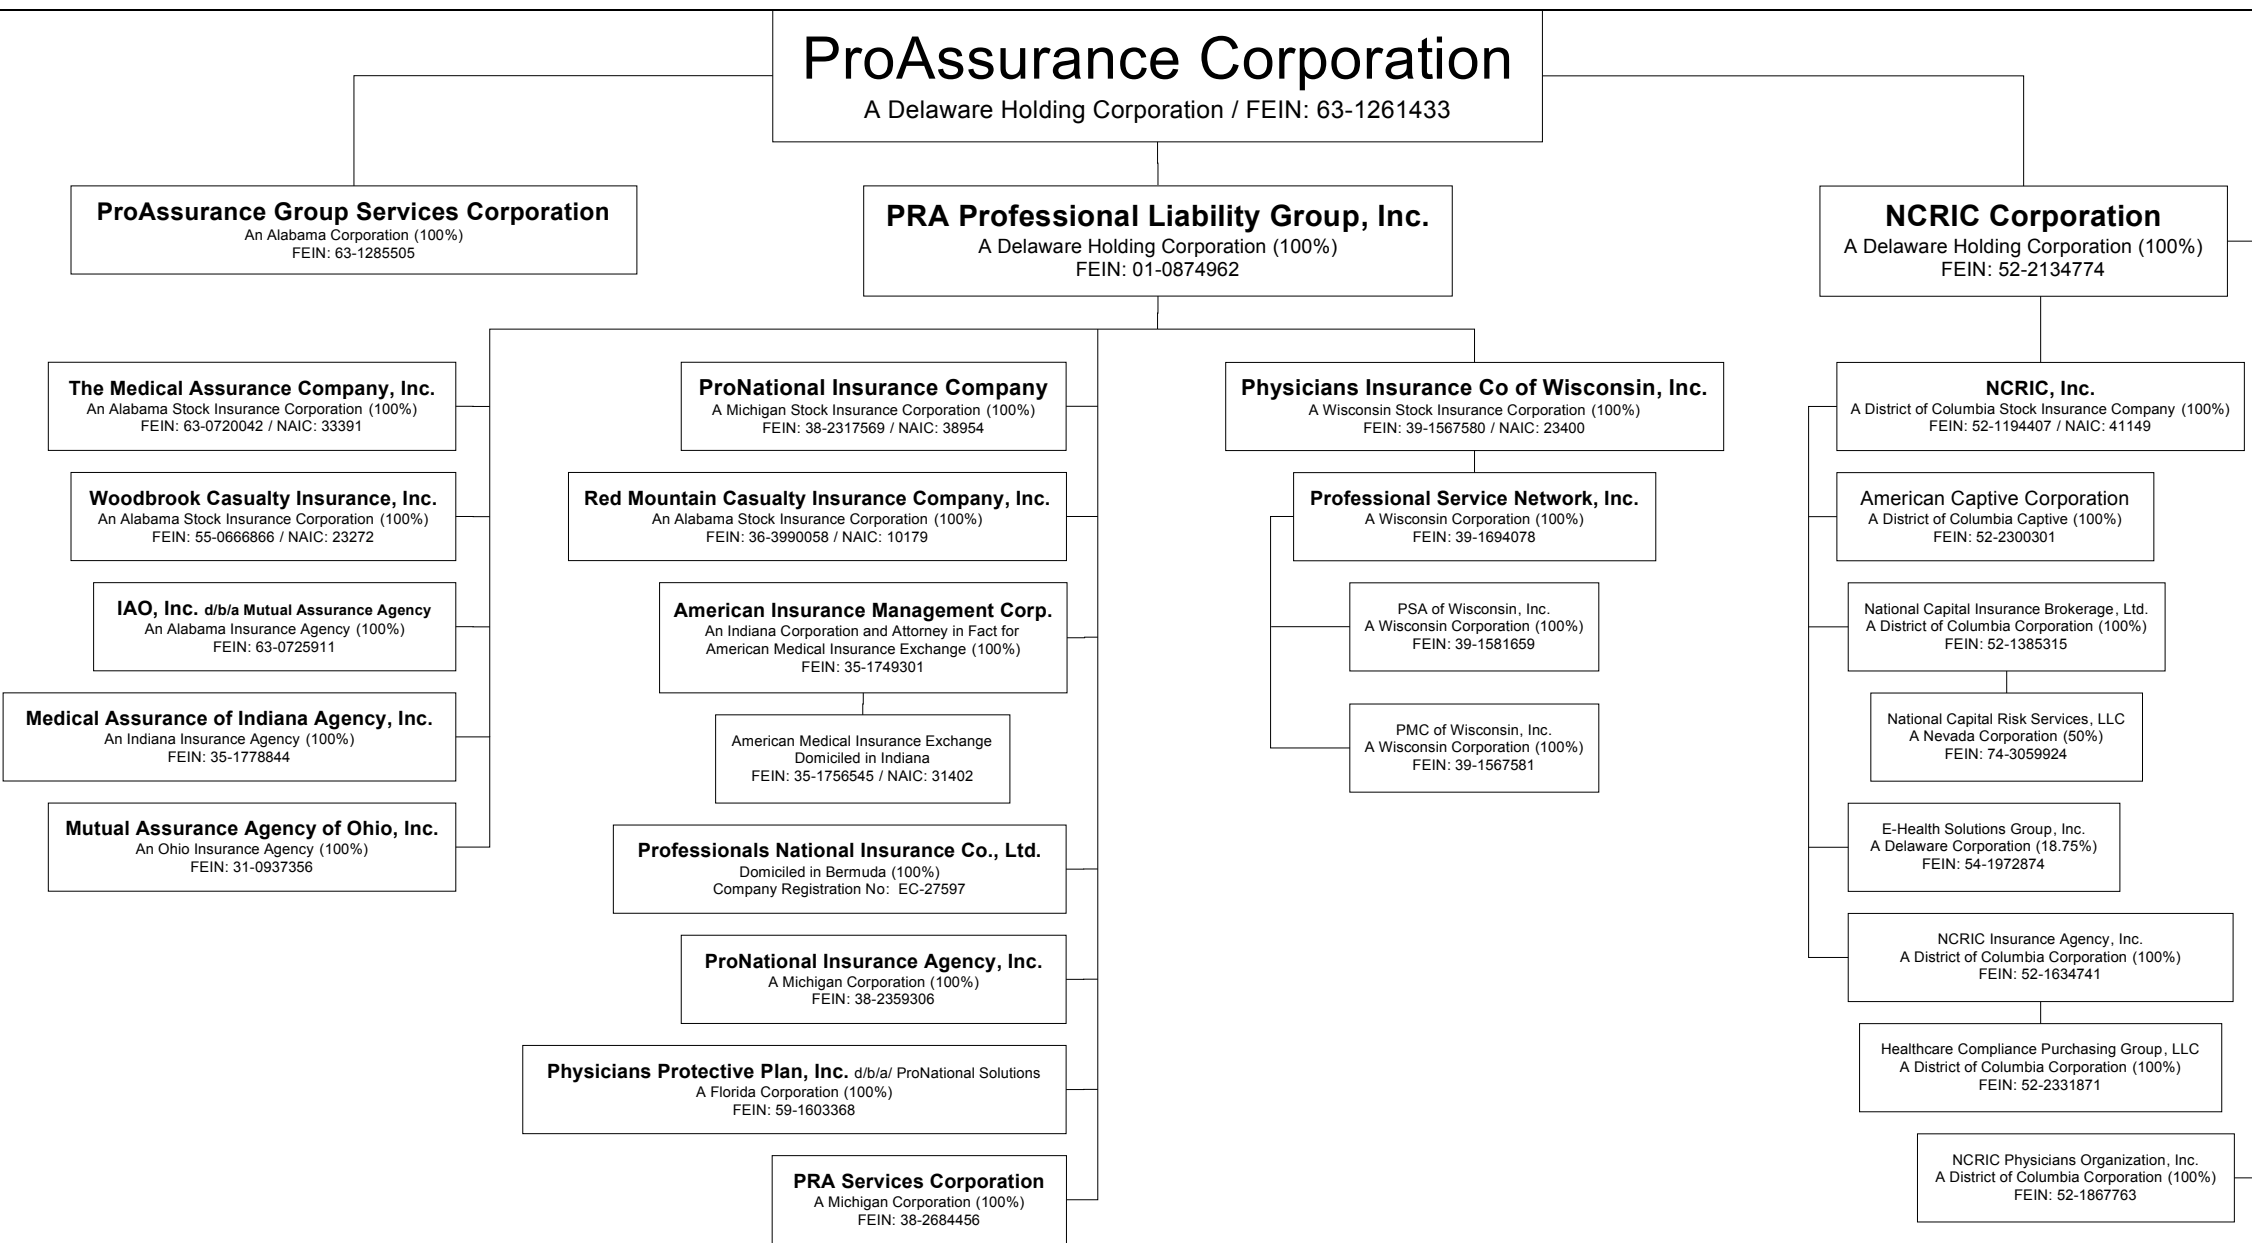 ProAssurance Corporation
A Delaware Holding Corporation / FEIN: 63-1261433
ProAssurance Group Services Corporation
An Alabama Corporation (100%)
FEIN: 63-1285505
PRA Professional Liability Group, Inc.
A Delaware Holding Corporation (100%)
FEIN: 01-0874962
NCRIC Corporation
A Delaware Holding Corporation (100%)
FEIN: 52-2134774
The Medical Assurance Company, Inc.
An Alabama Stock Insurance Corporation (100%)
FEIN: 63-0720042 / NAIC: 33391
Woodbrook Casualty Insurance, Inc.
An Alabama Stock Insurance Corporation (100%)
FEIN: 55-0666866 / NAIC: 23272
IAO, Inc. d/b/a Mutual Assurance Agency
An Alabama Insurance Agency (100%)
FEIN: 63-0725911
Medical Assurance of Indiana Agency, Inc.
An Indiana Insurance Agency (100%)
FEIN: 35-1778844
Mutual Assurance Agency of Ohio, Inc.
An Ohio Insurance Agency (100%)
FEIN: 31-0937356
ProNational Insurance Company
A Michigan Stock Insurance Corporation (100%)
FEIN: 38-2317569 / NAIC: 38954
Red Mountain Casualty Insurance Company, Inc.
An Alabama Stock Insurance Corporation (100%)
FEIN: 36-3990058 / NAIC: 10179
American Insurance Management Corp.
An Indiana Corporation and Attorney in Fact for
American Medical Insurance Exchange (100%)
FEIN: 35-1749301
American Medical Insurance Exchange
Domiciled in Indiana
FEIN: 35-1756545 / NAIC: 31402
Professionals National Insurance Co., Ltd.
Domiciled in Bermuda (100%)
Company Registration No: EC-27597
ProNational Insurance Agency, Inc.
A Michigan Corporation (100%)
FEIN: 38-2359306
Physicians Protective Plan, Inc. d/b/a/ ProNational Solutions
A Florida Corporation (100%)
FEIN: 59-1603368
PRA Services Corporation
A Michigan Corporation (100%)
FEIN: 38-2684456
Physicians Insurance Co of Wisconsin, Inc.
A Wisconsin Stock Insurance Corporation (100%)
FEIN: 39-1567580 / NAIC: 23400
Professional Service Network, Inc.
A Wisconsin Corporation (100%)
FEIN: 39-1694078
PSA of Wisconsin, Inc.
A Wisconsin Corporation (100%)
FEIN: 39-1581659
PMC of Wisconsin, Inc.
A Wisconsin Corporation (100%)
FEIN: 39-1567581
NCRIC, Inc.
A District of Columbia Stock Insurance Company (100%)
FEIN: 52-1194407 / NAIC: 41149
American Captive Corporation
A District of Columbia Captive (100%)
FEIN: 52-2300301
National Capital Insurance Brokerage, Ltd.
A District of Columbia Corporation (100%)
FEIN: 52-1385315
National Capital Risk Services, LLC
A Nevada Corporation (50%)
FEIN: 74-3059924
E-Health Solutions Group, Inc.
A Delaware Corporation (18.75%)
FEIN: 54-1972874
NCRIC Insurance Agency, Inc.
A District of Columbia Corporation (100%)
FEIN: 52-1634741
Healthcare Compliance Purchasing Group, LLC
A District of Columbia Corporation (100%)
FEIN: 52-2331871
NCRIC Physicians Organization, Inc.
A District of Columbia Corporation (100%)
FEIN: 52-1867763